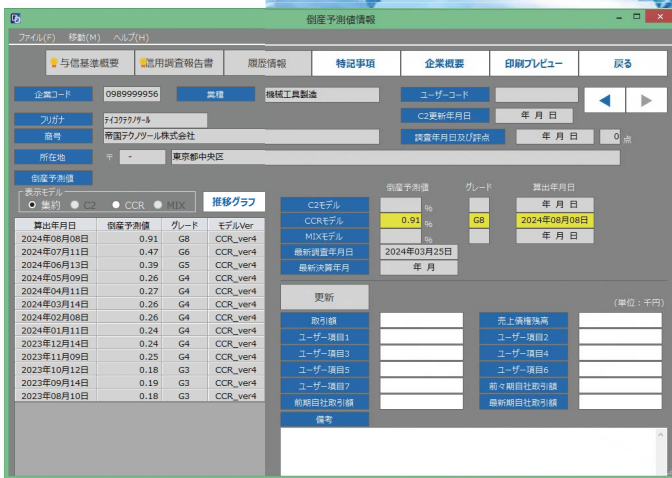 倒産予測値情報
ファイル(F) 移動(M) ヘルプ(H)
与信基準概要 信用調査報告書 履歴情報 特記事項 企業概要 印刷プレビュー 戻る
企業コード 0989999956 業種 機械工具製造 ユーザーコード
C2更新年月日 年 月 日
フリガナ テイコクテクノツール
商号 帝国テクノツール株式会社 調査年月日及び評点 年 月 日 0 点
所在地 〒 - 東京都中央区
倒産予測値
表示モデル
集約 C2 CCR MIX 推移グラフ
倒産予測値 グレード 算出年月日
C2モデル % 年 月 日
CCRモデル 0.91 % G8 2024年08月08日
MIXモデル % 年 月 日
最新調査年月日 2024年03月25日
最新決算年月 年 月
算出年月日 倒産予測値 グレード モデルVer
2024年08月08日 0.91 G8 CCR_ver4
2024年07月11日 0.47 G6 CCR_ver4
2024年06月13日 0.39 G5 CCR_ver4
2024年05月09日 0.26 G4 CCR_ver4
2024年04月11日 0.27 G4 CCR_ver4
2024年03月14日 0.26 G4 CCR_ver4
2024年02月08日 0.26 G4 CCR_ver4
2024年01月11日 0.24 G4 CCR_ver4
2023年12月14日 0.24 G4 CCR_ver4
2023年11月09日 0.25 G4 CCR_ver4
2023年10月12日 0.18 G3 CCR_ver4
2023年09月14日 0.19 G3 CCR_ver4
2023年08月10日 0.18 G3 CCR_ver4
更新 (単位：千円)
取引額 売上債権残高
ユーザー項目1 ユーザー項目2
ユーザー項目3 ユーザー項目4
ユーザー項目5 ユーザー項目6
ユーザー項目7 前々期自社取引額
前期自社取引額 最新期自社取引額
備考